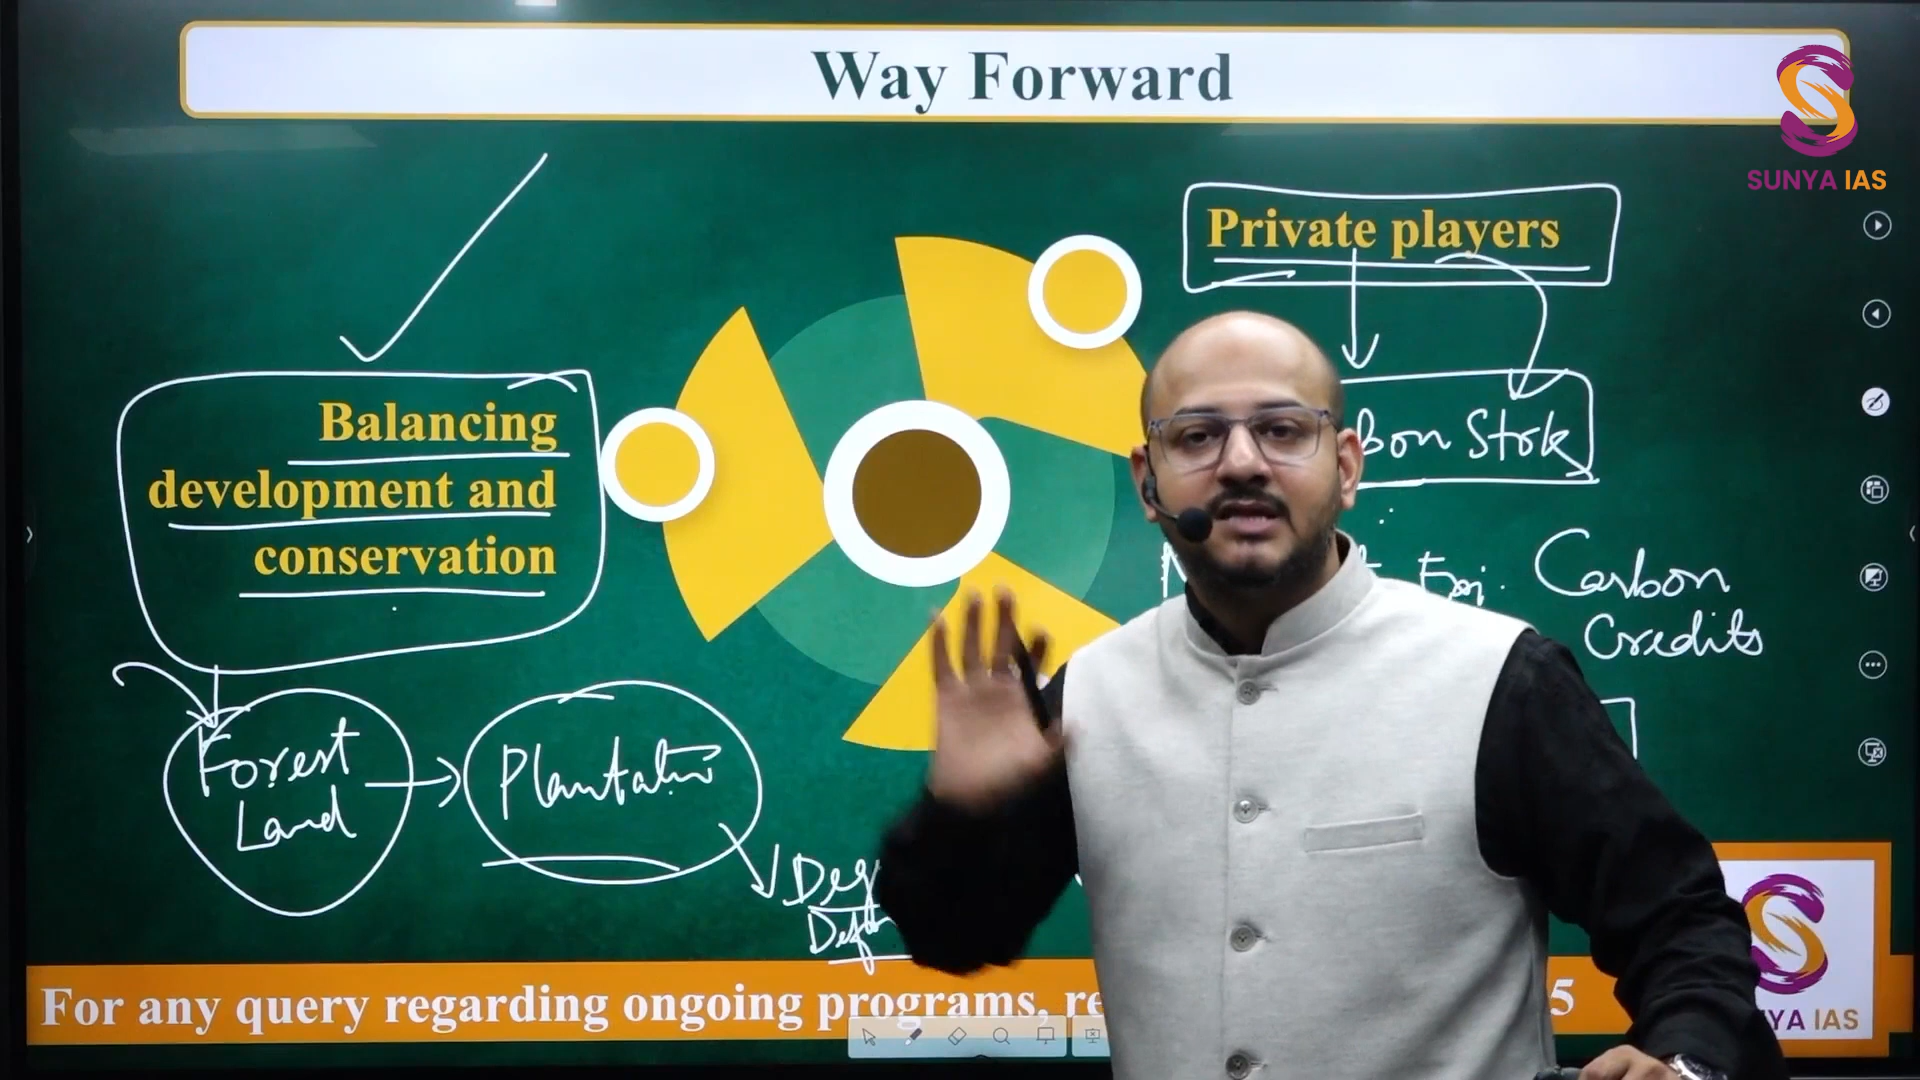 Way Forward
SUNYA IAS
Private players
Balancing
development and
conservation
bon Stok
Carbon
Credits
Forest
Land
Plantatio
For any query regarding ongoing programs, re
5
YA IAS